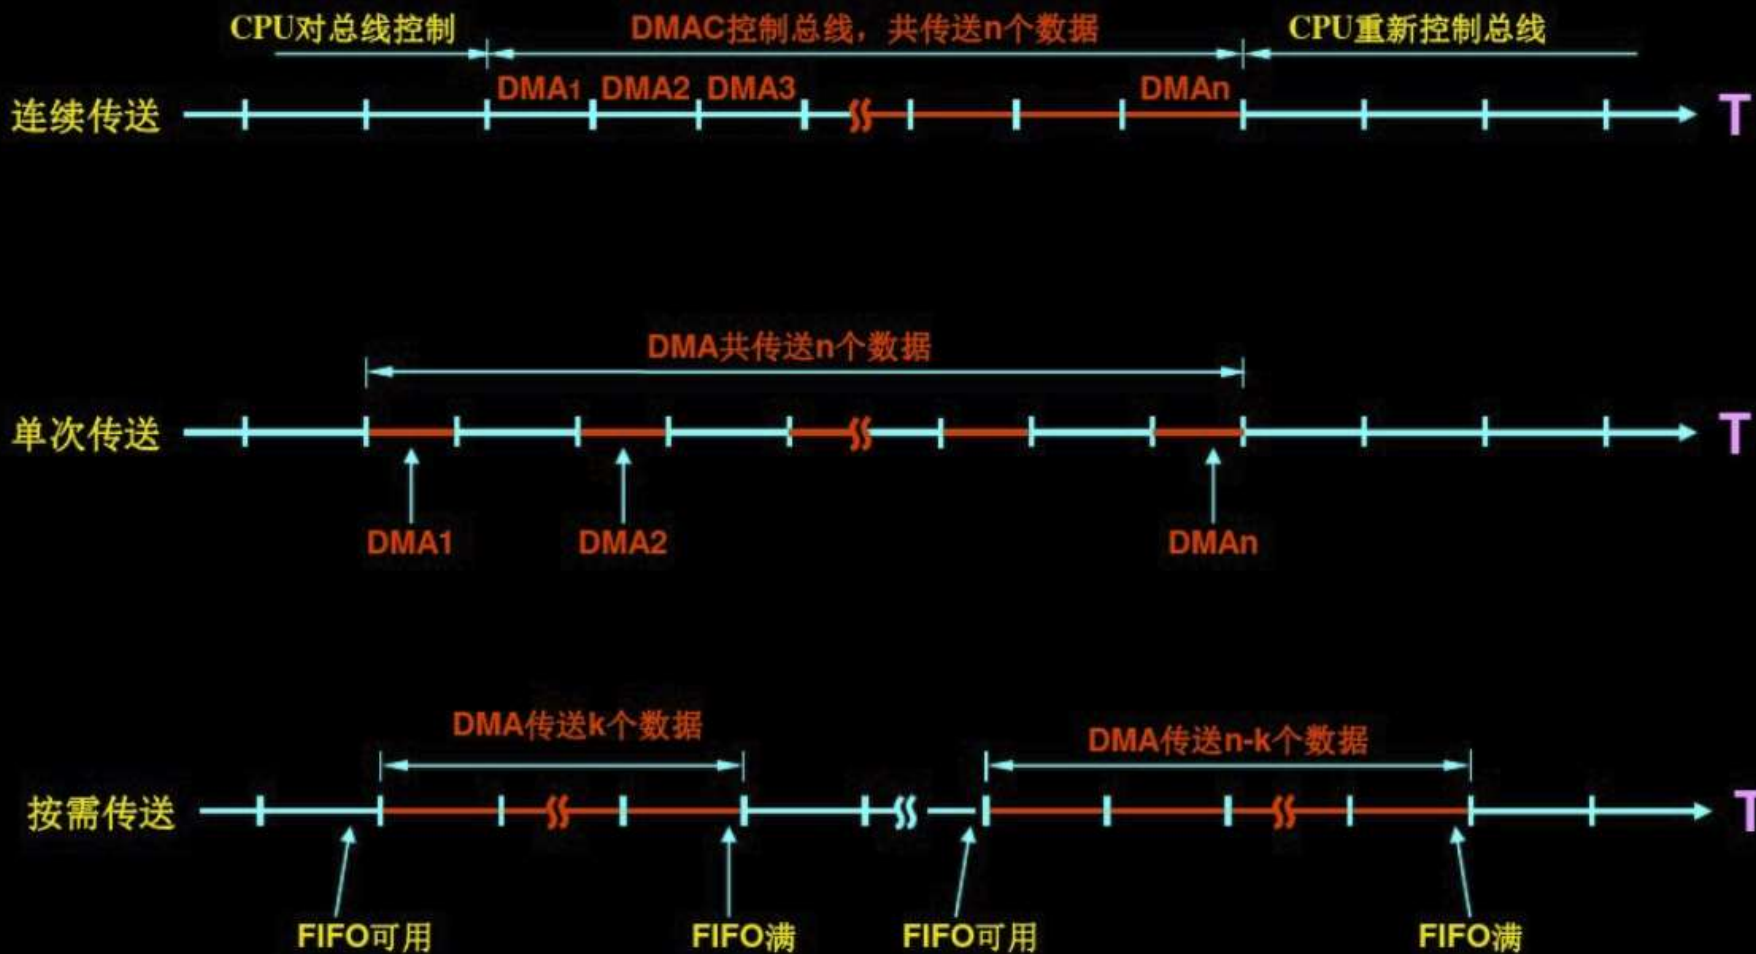 CPU对总线控制 DMAC控制总线，共传送n个数据 CPU重新控制总线
DMA1 DMA2 DMA3 DMAn
连续传送 T
DMA共传送n个数据
单次传送 T
DMA1 DMA2 DMAn
DMA传送k个数据 DMA传送n-k个数据
按需传送 T
FIFO可用 FIFO满 FIFO可用 FIFO满